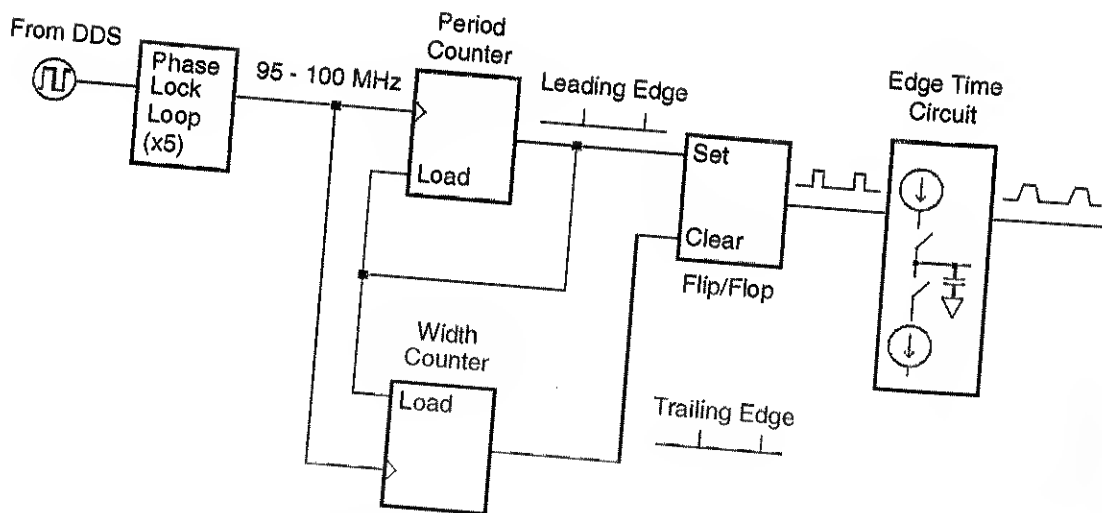 From DDS
Phase
Lock
Loop
(x5)
95 - 100 MHz
Period
Counter
Load
Leading Edge
Set
Clear
Flip/Flop
Edge Time
Circuit
Width
Counter
Load
Trailing Edge